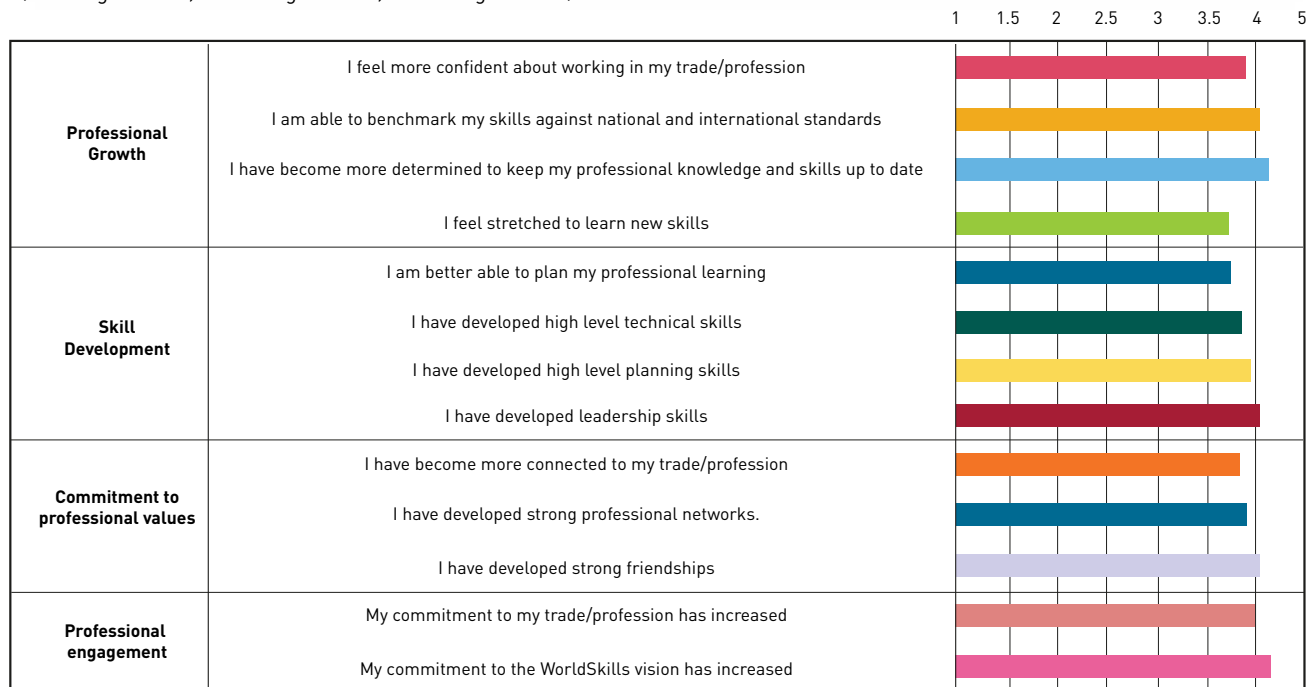 1 1.5 2 2.5 3 3.5 4 5
Professional
Growth
I feel more confident about working in my trade/profession
I am able to benchmark my skills against national and international standards
I have become more determined to keep my professional knowledge and skills up to date
I feel stretched to learn new skills
Skill
Development
I am better able to plan my professional learning
I have developed high level technical skills
I have developed high level planning skills
I have developed leadership skills
Commitment to
professional values
I have become more connected to my trade/profession
I have developed strong professional networks.
I have developed strong friendships
Professional
engagement
My commitment to my trade/profession has increased
My commitment to the WorldSkills vision has increased